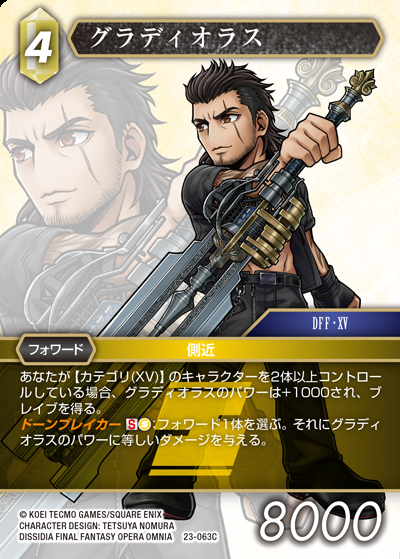 4
グラディオラス
DFF・XV
フォワード
側近
あなたが【カテゴリ(XV)】のキャラクターを2体以上コントロー
ルしている場合、グラディオラスのパワーは+1000され、ブ
レイブを得る。
ドーンブレイカー S :フォワード1体を選ぶ。それにグラディ
オラスのパワーに等しいダメージを与える。
© KOEI TECMO GAMES/SQUARE ENIX
CHARACTER DESIGN: TETSUYA NOMURA
DISSIDIA FINAL FANTASY OPERA OMNIA
23-063C
8000